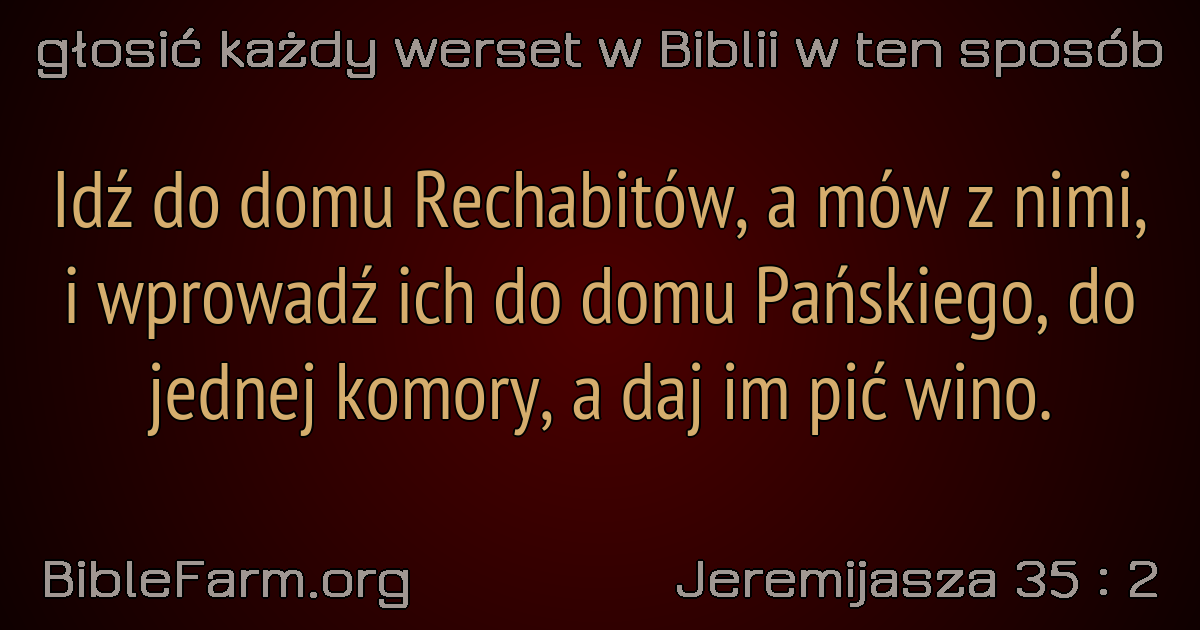 głosić każdy werset w Biblii w ten sposób
Idź do domu Rechabitów, a mów z nimi,
i wprowadź ich do domu Pańskiego, do
jednej komory, a daj im pić wino.
BibleFarm.org
Jeremijasza 35 : 2